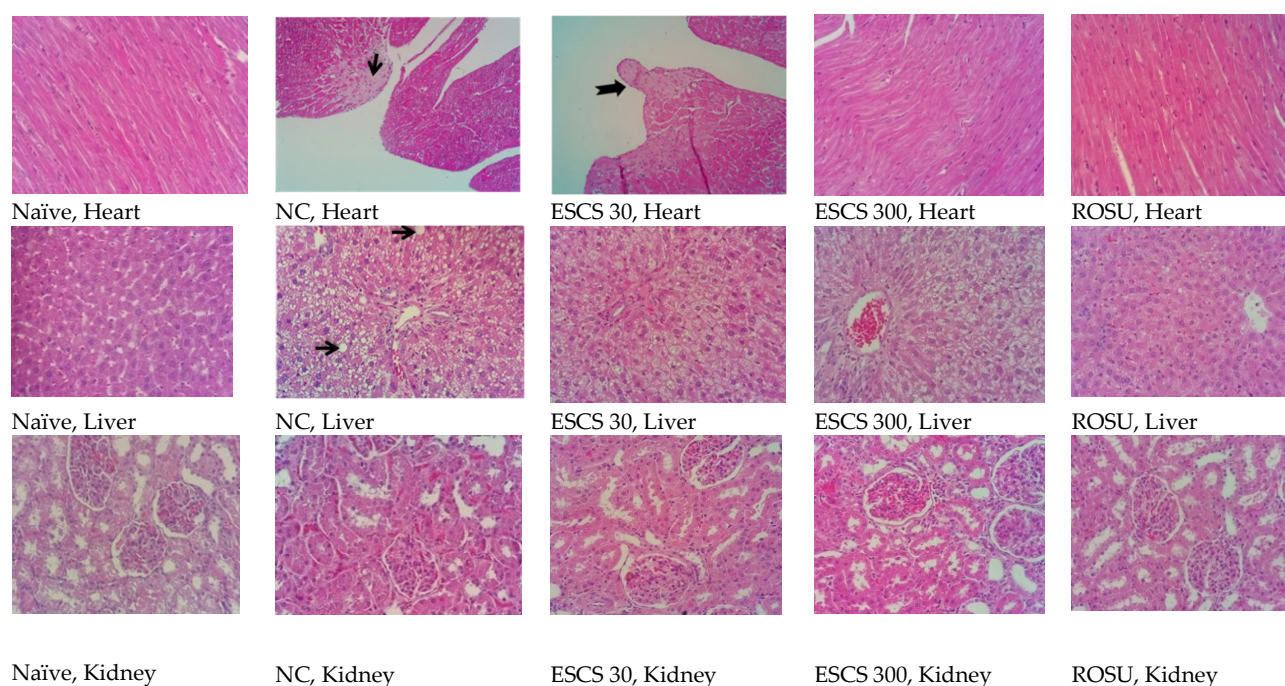 Naïve, Heart
NC, Heart
ESCS 30, Heart
ESCS 300, Heart
ROSU, Heart
Naïve, Liver
NC, Liver
ESCS 30, Liver
ESCS 300, Liver
ROSU, Liver
Naïve, Kidney
NC, Kidney
ESCS 30, Kidney
ESCS 300, Kidney
ROSU, Kidney